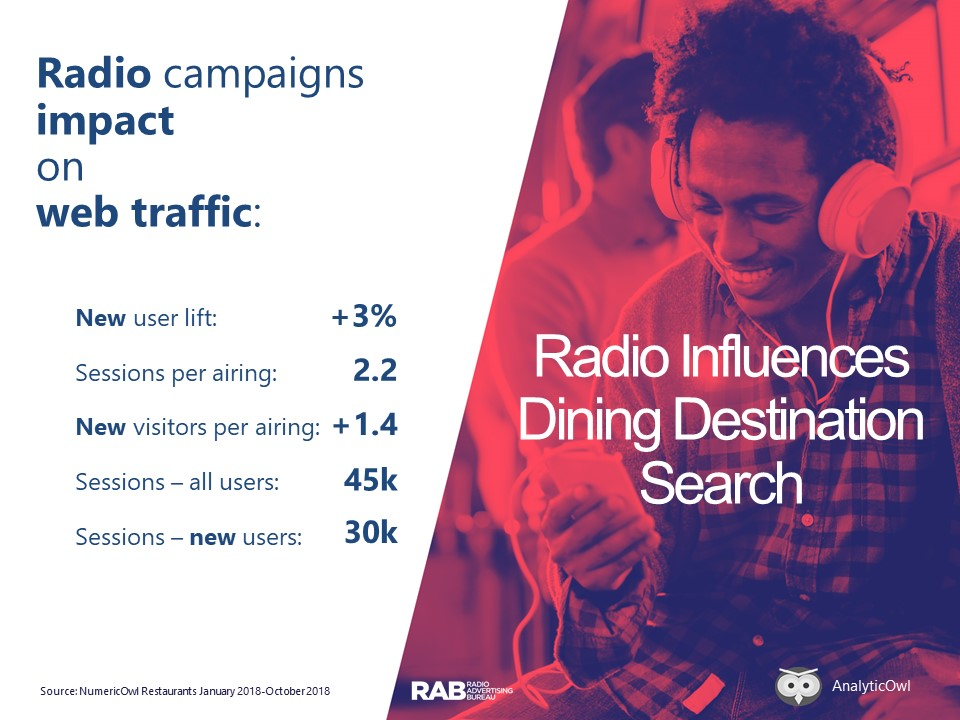 Radio campaigns
impact
on
web traffic:
New user lift: +3%
Sessions per airing: 2.2
New visitors per airing: +1.4
Sessions – all users: 45k
Sessions – new users: 30k
Radio Influences
Dining Destination
Search
Source: NumericOwl Restaurants January 2018-October 2018
RAB RADIO
ADVERTISING
BUREAU
AnalyticOwl